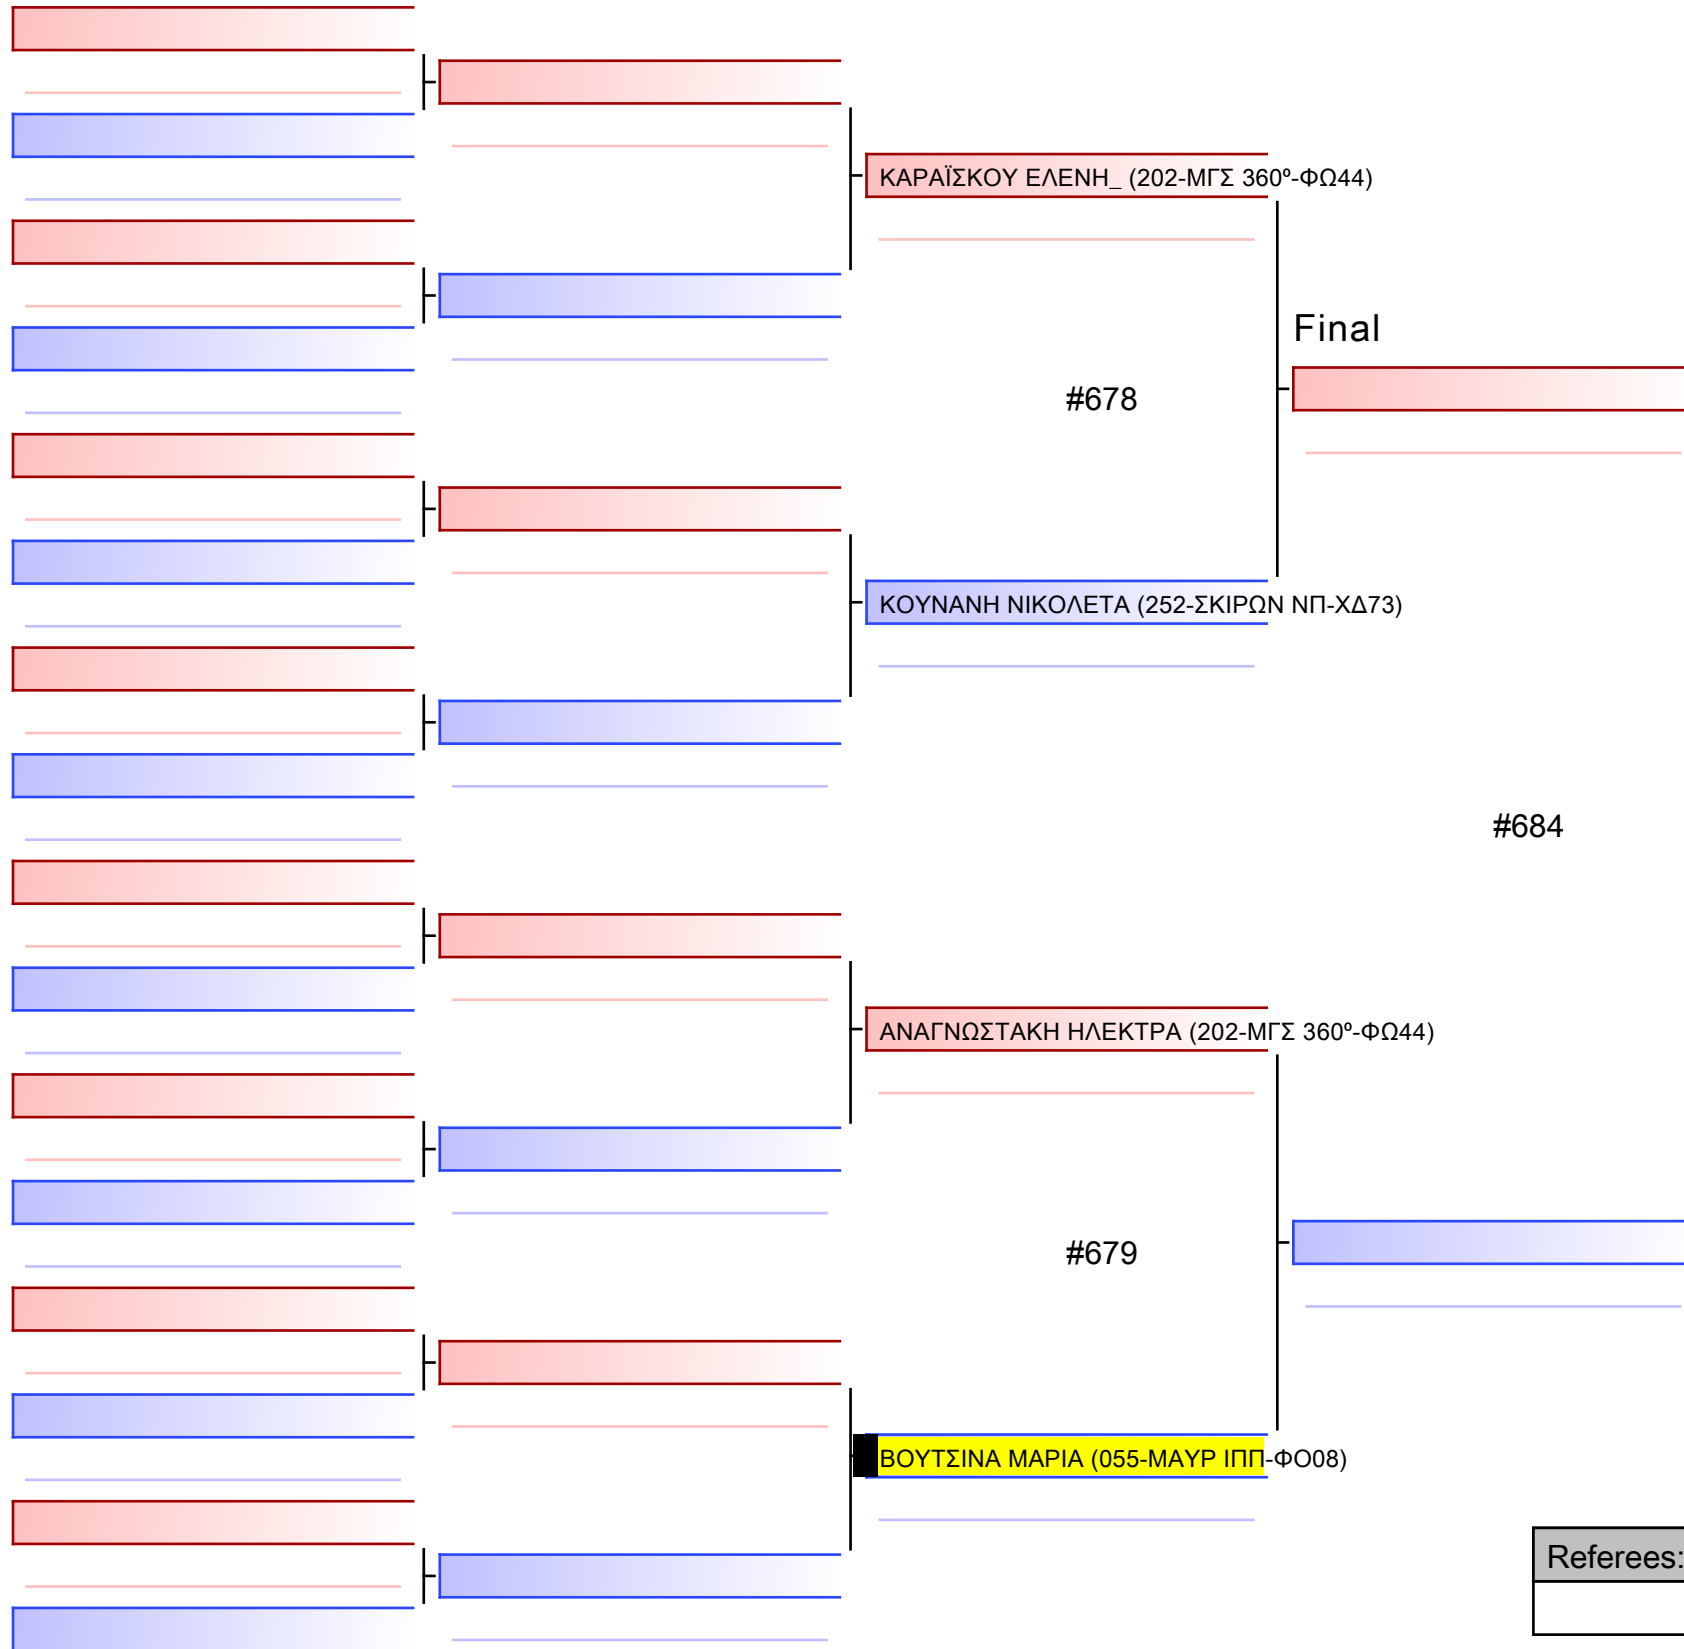 ΚΑΡΑΪΣΚΟΥ ΕΛΕΝΗ_ (202-ΜΓΣ 360º-ΦΩ44)
Final
#678
ΚΟΥΝΑΝΗ ΝΙΚΟΛΕΤΑ (252-ΣΚΙΡΩΝ ΝΠ-ΧΔ73)
#684
ΑΝΑΓΝΩΣΤΑΚΗ ΗΛΕΚΤΡΑ (202-ΜΓΣ 360º-ΦΩ44)
#679
ΒΟΥΤΣΙΝΑ ΜΑΡΙΑ (055-ΜΑΥΡ ΙΠΠ-ΦΟ08)
Referees: